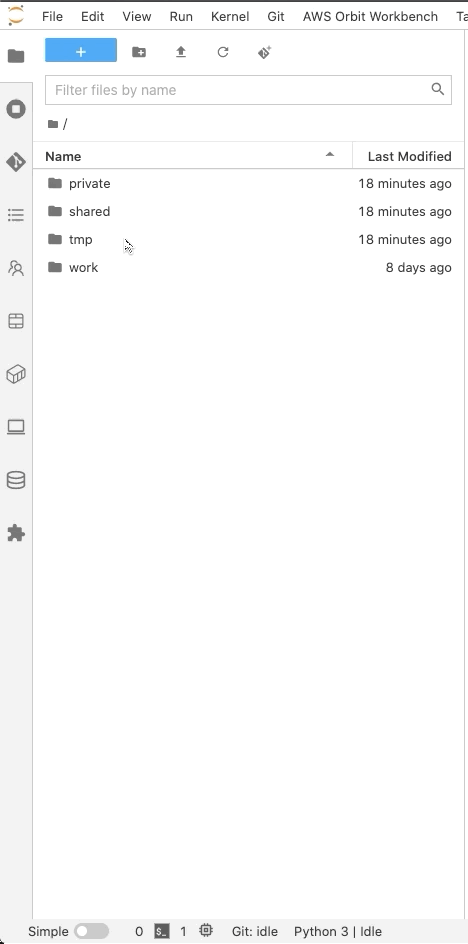 File Edit View Run Kernel Git AWS Orbit Workbench Ta
+
Filter files by name
/
Name Last Modified
private 18 minutes ago
shared 18 minutes ago
tmp 18 minutes ago
work 8 days ago
Simple 0 $_ 1 Git: idle Python 3 | Idle